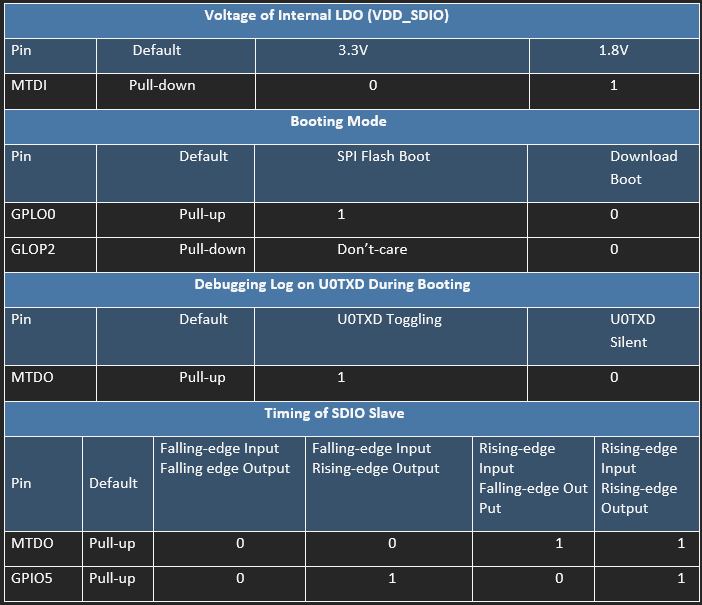 Voltage of Internal LDO (VDD_SDIO)
Pin Default 3.3V 1.8V
MTDI Pull-down 0 1
Booting Mode
Pin Default SPI Flash Boot Download
Boot
GPLO0 Pull-up 1 0
GLOP2 Pull-down Don’t-care 0
Debugging Log on U0TXD During Booting
Pin Default U0TXD Toggling U0TXD
Silent
MTDO Pull-up 1 0
Timing of SDIO Slave
Pin Default Falling-edge Input
Falling edge Output
Falling-edge Input
Rising-edge Output
Rising-edge
Input
Falling-edge Out
Put
Rising-edge
Input
Rising-edge
Output
MTDO Pull-up 0 0 1 1
GPIO5 Pull-up 0 1 0 1